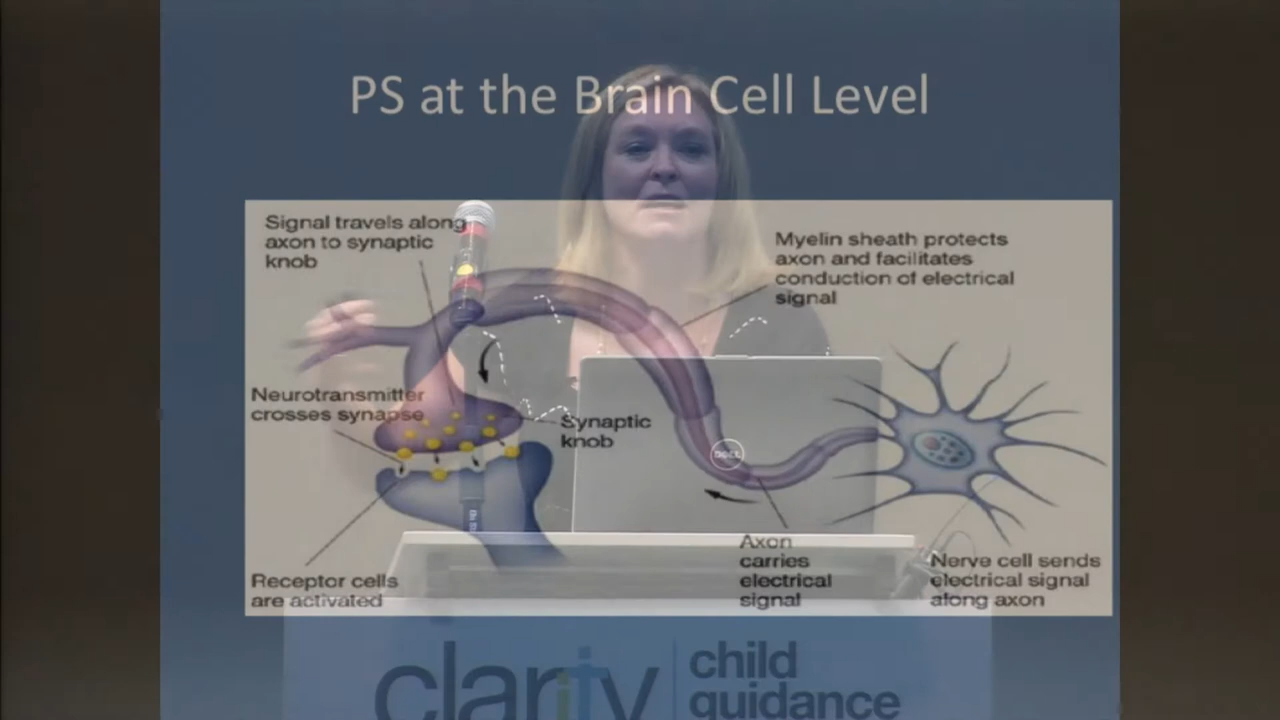 PS at the Brain Cell Level
Signal travels along
axon to synaptic
knob
Myelin sheath protects
axon and facilitates
conduction of electrical
signal
Neurotransmitter
crosses synapse
Synaptic
knob
Receptor cells
are activated
Axon
carries
electrical
signal
Nerve cell sends
electrical signal
along axon
DELL
clarity
child
guidance